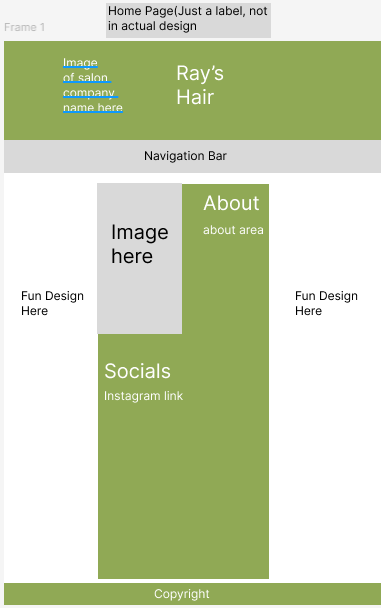 Home Page(Just a label, not
in actual design
Frame 1
Image
of salon
company
name here
Ray’s
Hair
Navigation Bar
Image
here
About
about area
Fun Design
Here
Fun Design
Here
Socials
Instagram link
Copyright